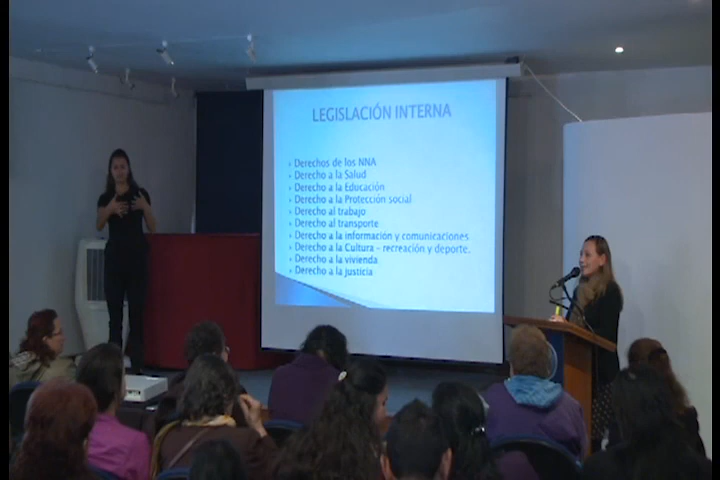 LEGISLACIÓN INTERNA
Derechos de los NNA
Derecho a la Salud
Derecho a la Educación
Derecho a la Protección social
Derecho al trabajo
Derecho al transporte
Derecho a la información y comunicaciones
Derecho a la Cultura – recreación y deporte.
Derecho a la vivienda
Derecho a la justicia